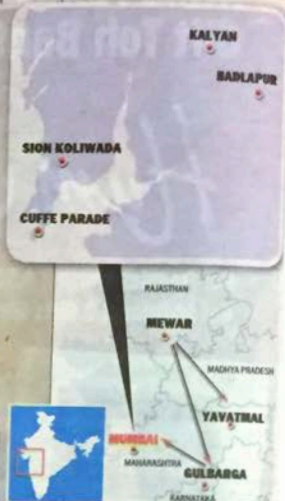 KALYAN
BADLAPUR
SION KOLIWADA
CUFFE PARADE
RAJASTHAN
MEWAR
MADHYA PRADESH
YAVATMAL
MUMBAI
MAHARASHTRA
GULBARGA
KARNATAKA